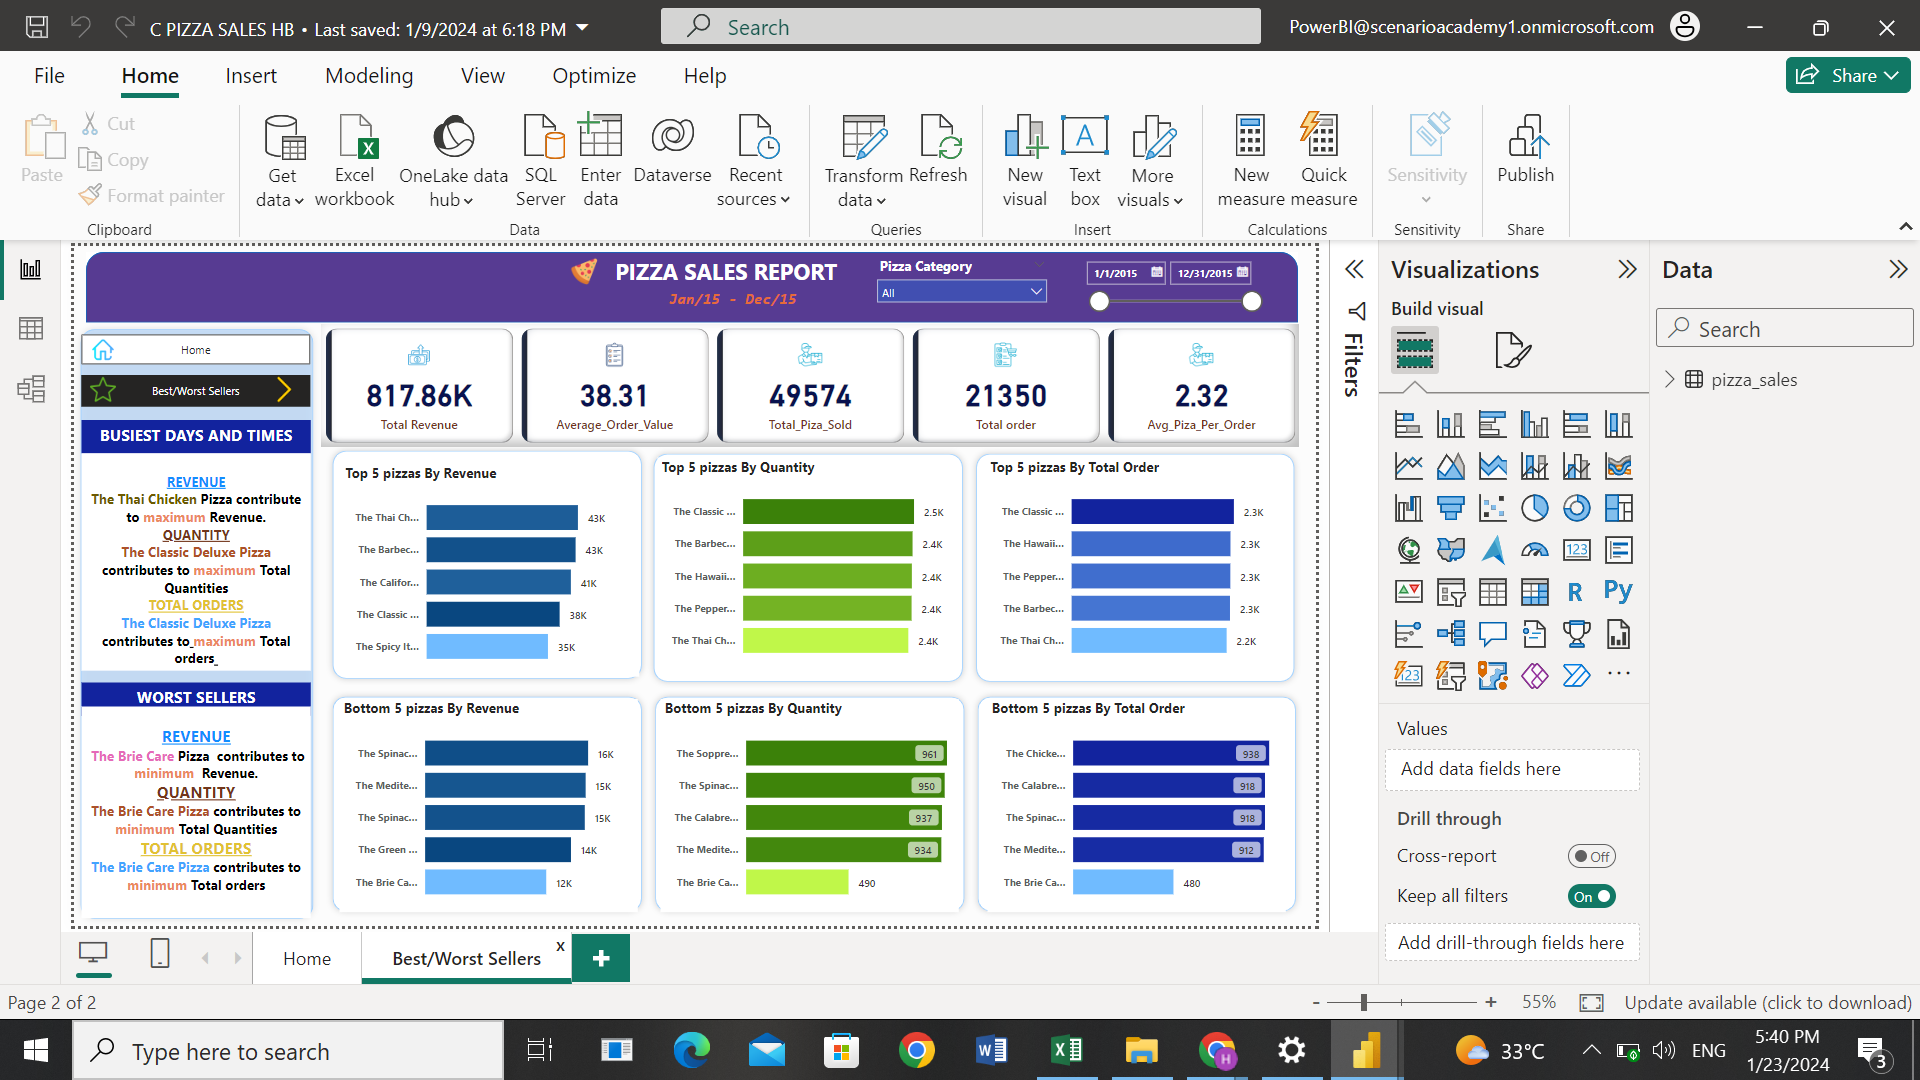 C PIZZA SALES HB • Last saved: 1/9/2024 at 6:18 PM
Search
PowerBI@scenarioacademy1.onmicrosoft.com
File Home Insert Modeling View Optimize Help
Share
Paste
Cut
Copy
Format painter
Clipboard
Get data
Excel workbook
OneLake data hub
SQL Server
Enter data
Dataverse
Recent sources
Data
Transform data
Refresh
Queries
New visual
Text box
More visuals
Insert
New measure
Quick measure
Calculations
Sensitivity
Sensitivity
Publish
Share
PIZZA SALES REPORT
Jan/15 - Dec/15
Pizza Category
All
1/1/2015
12/31/2015
Home
Best/Worst Sellers
BUSIEST DAYS AND TIMES
REVENUE
The Thai Chicken Pizza contribute
to maximum Revenue.
QUANTITY
The Classic Deluxe Pizza
contributes to maximum Total
Quantities
TOTAL ORDERS
The Classic Deluxe Pizza
contributes to maximum Total
orders
WORST SELLERS
REVENUE
The Brie Care Pizza contributes to
minimum Revenue.
QUANTITY
The Brie Care Pizza contributes to
minimum Total Quantities
TOTAL ORDERS
The Brie Care Pizza contributes to
minimum Total orders
817.86K
Total Revenue
38.31
Average_Order_Value
49574
Total_Piza_Sold
21350
Total order
2.32
Avg_Piza_Per_Order
Top 5 pizzas By Revenue
The Thai Ch... 43K
The Barbec... 43K
The Califor... 41K
The Classic ... 38K
The Spicy It... 35K
Top 5 pizzas By Quantity
The Classic ... 2.5K
The Barbec... 2.4K
The Hawaii... 2.4K
The Pepper... 2.4K
The Thai Ch... 2.4K
Top 5 pizzas By Total Order
The Classic ... 2.3K
The Hawaii... 2.3K
The Pepper... 2.3K
The Barbec... 2.3K
The Thai Ch... 2.2K
Bottom 5 pizzas By Revenue
The Spinac... 16K
The Medite... 15K
The Spinac... 15K
The Green ... 14K
The Brie Ca... 12K
Bottom 5 pizzas By Quantity
The Soppre... 961
The Spinac... 950
The Calabre... 937
The Medite... 934
The Brie Ca... 490
Bottom 5 pizzas By Total Order
The Chicke... 938
The Calabre... 918
The Spinac... 918
The Medite... 912
The Brie Ca... 480
Filters
Visualizations
Build visual
123
R
Py
123
...
Values
Add data fields here
Drill through
Cross-report
Off
Keep all filters
On
Add drill-through fields here
Data
Search
pizza_sales
Home
Best/Worst Sellers
x
+
Page 2 of 2
- + 55%
Update available (click to download)
Type here to search
33°C
ENG
5:40 PM
1/23/2024
3